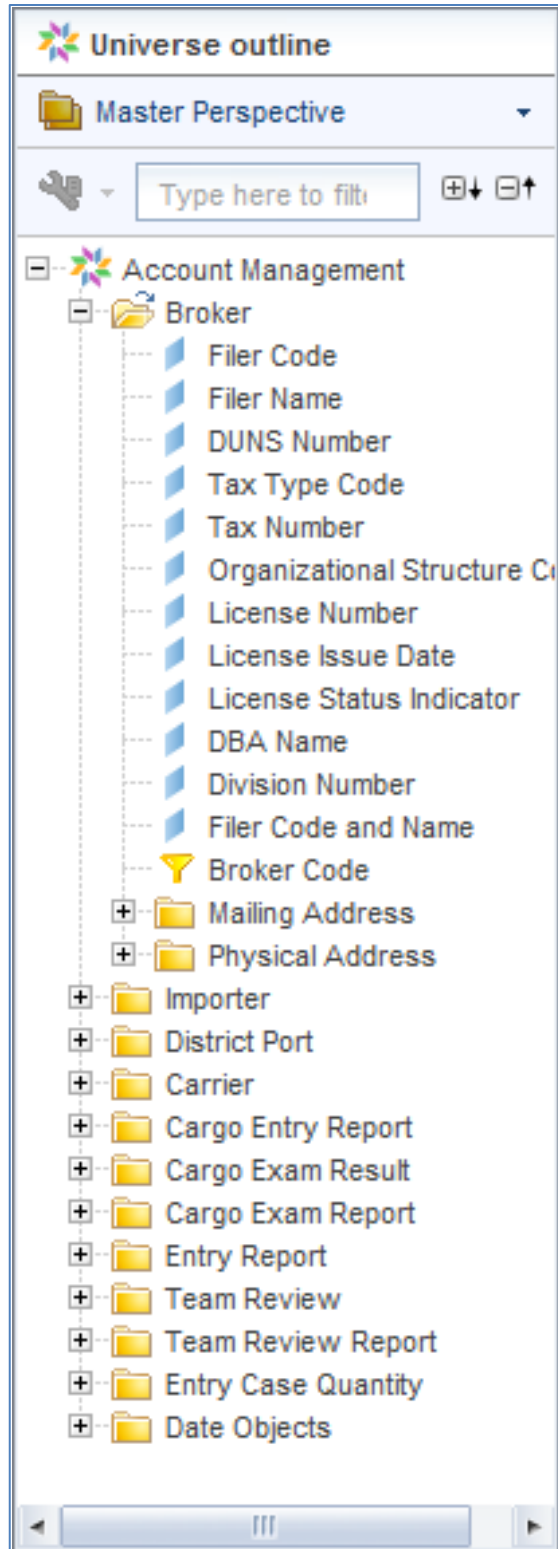 Universe outline
Master Perspective
Type here to filt
Account Management
Broker
Filer Code
Filer Name
DUNS Number
Tax Type Code
Tax Number
Organizational Structure C
License Number
License Issue Date
License Status Indicator
DBA Name
Division Number
Filer Code and Name
Broker Code
Mailing Address
Physical Address
Importer
District Port
Carrier
Cargo Entry Report
Cargo Exam Result
Cargo Exam Report
Entry Report
Team Review
Team Review Report
Entry Case Quantity
Date Objects